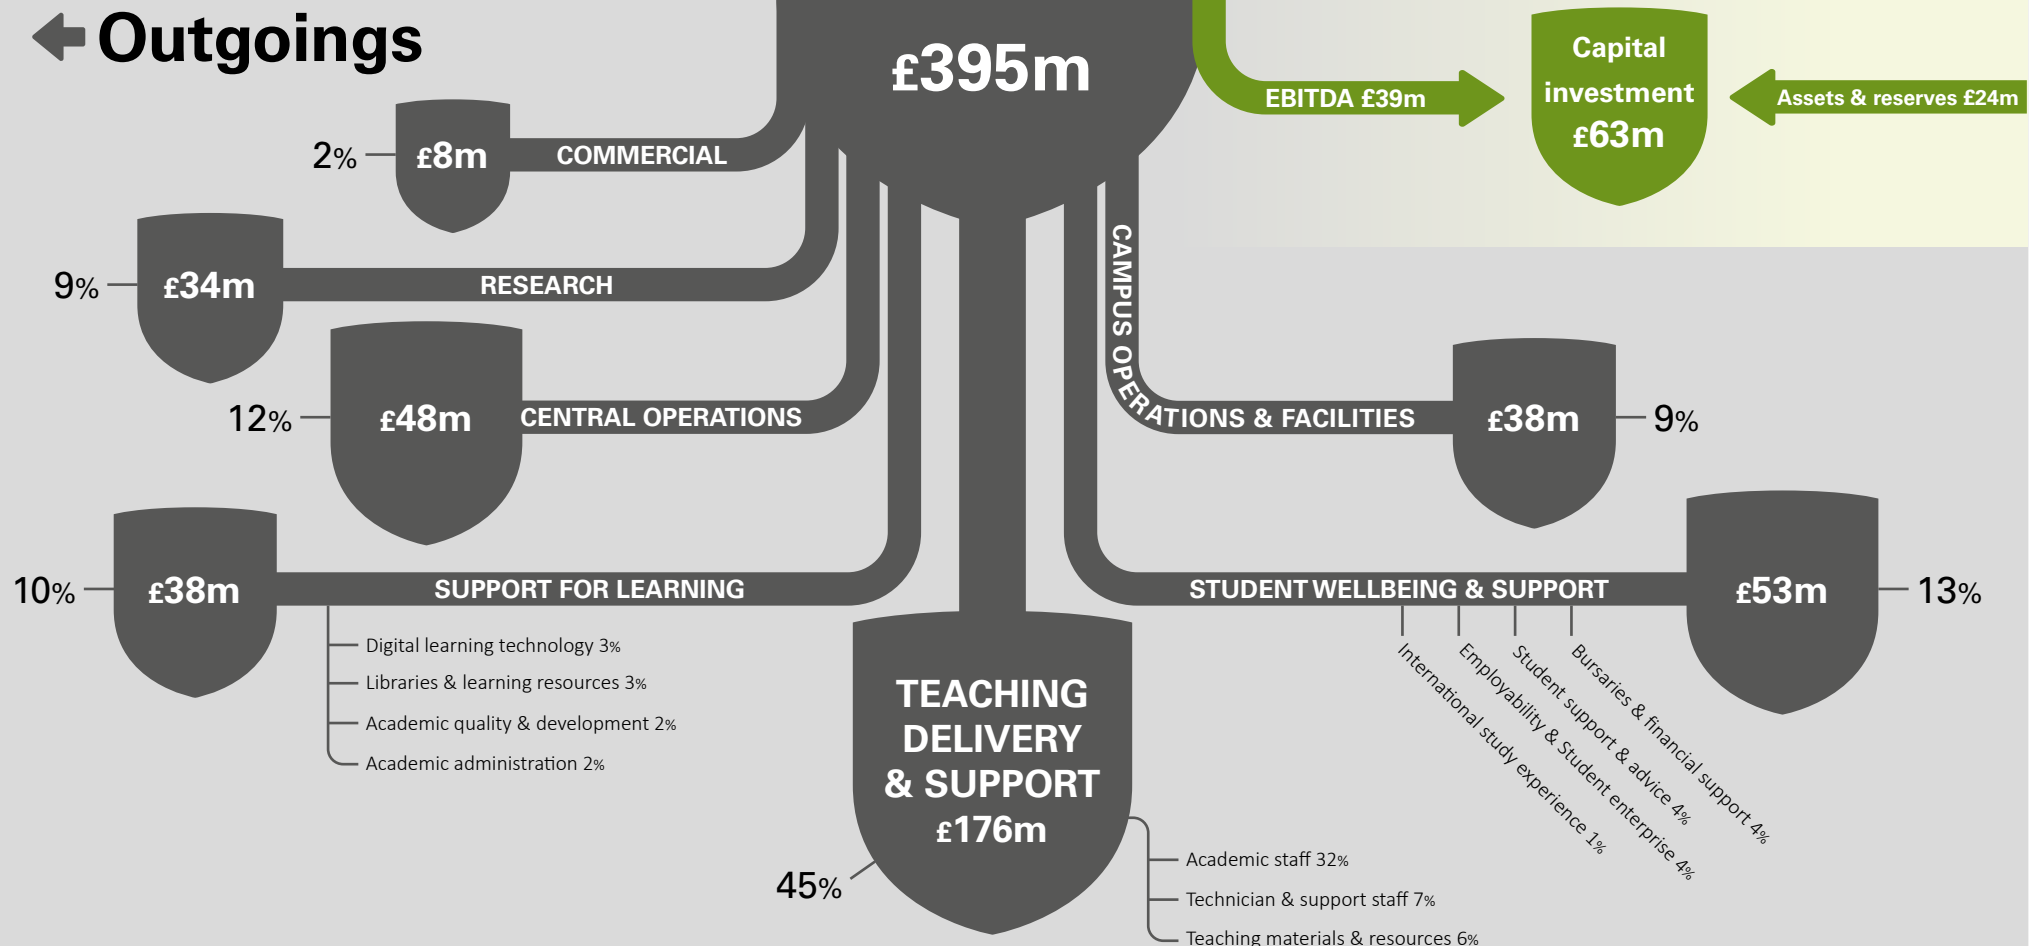 Outgoings
£395m
EBITDA £39m
Capital
investment
£63m
Assets & reserves £24m
2%
£8m
COMMERCIAL
9%
£34m
RESEARCH
12%
£48m
CENTRAL OPERATIONS
CAMPUS OPERATIONS & FACILITIES
£38m
9%
10%
£38m
SUPPORT FOR LEARNING
Digital learning technology 3%
Libraries & learning resources 3%
Academic quality & development 2%
Academic administration 2%
STUDENT WELLBEING & SUPPORT
£53m
13%
International study experience 1%
Employability & Student enterprise 4%
Student support & advice 4%
Bursaries & financial support 4%
TEACHING
DELIVERY
& SUPPORT
£176m
45%
Academic staff 32%
Technician & support staff 7%
Teaching materials & resources 6%